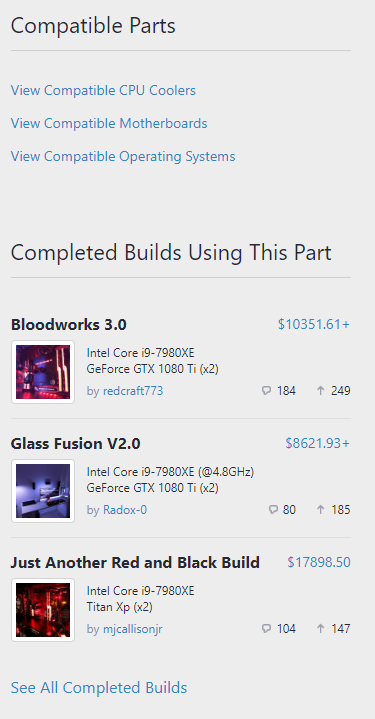 Compatible Parts
View Compatible CPU Coolers
View Compatible Motherboards
View Compatible Operating Systems
Completed Builds Using This Part
Bloodworks 3.0 $10351.61+
Intel Core i9-7980XE
GeForce GTX 1080 Ti (x2)
by redcraft773 184 249
Glass Fusion V2.0 $8621.93+
Intel Core i9-7980XE (@4.8GHz)
GeForce GTX 1080 Ti (x2)
by Radox-0 80 185
Just Another Red and Black Build $17898.50
Intel Core i9-7980XE
Titan Xp (x2)
by mjcallisonjr 104 147
See All Completed Builds